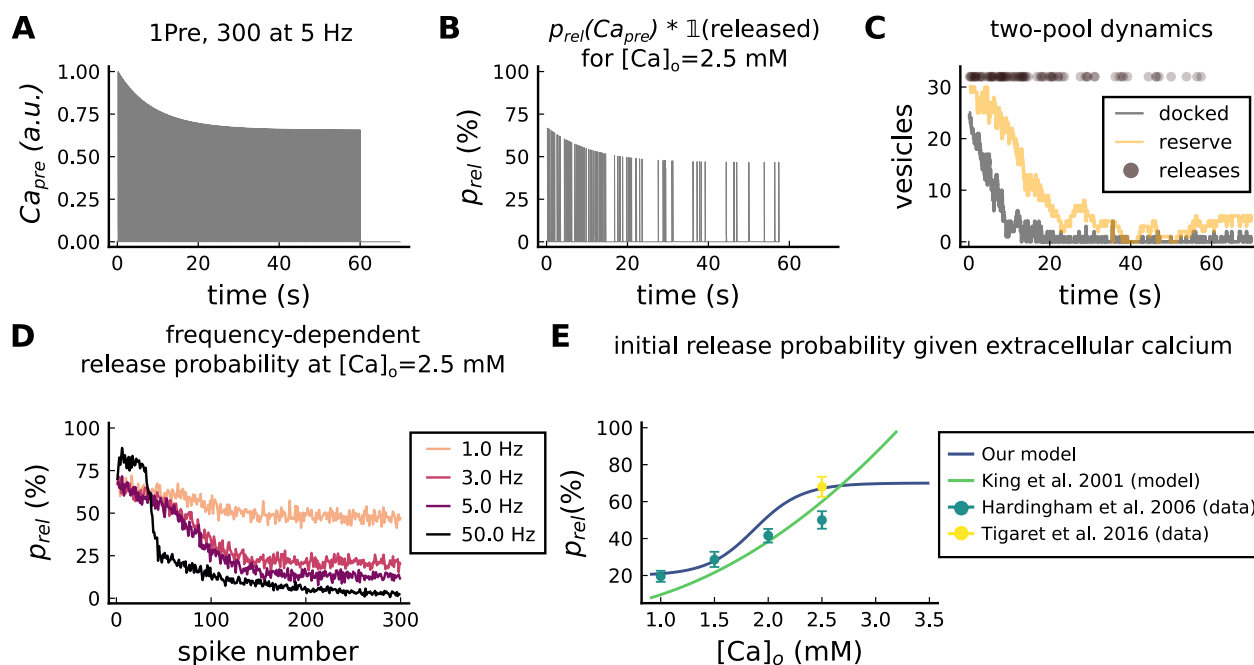 A
1Pre, 300 at 5 Hz
Ca_pre (a.u.)
1.00
0.75
0.50
0.25
0.00
0
20
40
60
time (s)
B
p_rel(Ca_pre) * 𝟙(released)
for [Ca]ₒ=2.5 mM
p_rel (%)
100
75
50
25
0
0
20
40
60
time (s)
C
two-pool dynamics
vesicles
30
20
10
0
docked
reserve
releases
0
20
40
60
time (s)
D
frequency-dependent
release probability at [Ca]ₒ=2.5 mM
p_rel (%)
100
75
50
25
0
1.0 Hz
3.0 Hz
5.0 Hz
50.0 Hz
0
100
200
300
spike number
E
initial release probability given extracellular calcium
p_rel(%)
100
80
60
40
20
1.0
1.5
2.0
2.5
3.0
3.5
[Ca]ₒ (mM)
Our model
King et al. 2001 (model)
Hardingham et al. 2006 (data)
Tigaret et al. 2016 (data)